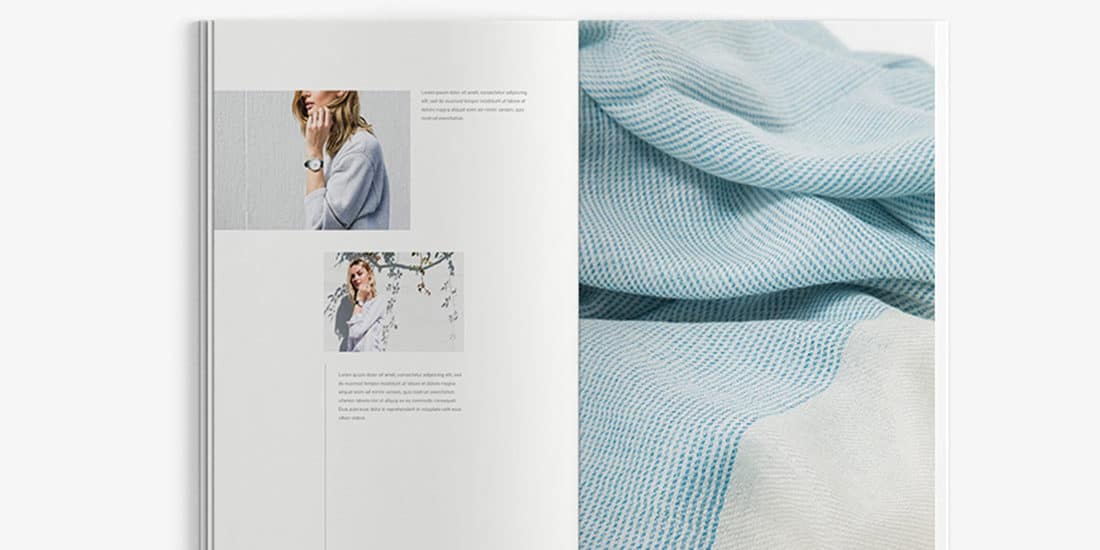 Lorem ipsum dolor sit amet, consectetur adipiscing
elit, sed do eiusmod tempor incididunt ut labore et
dolore magna aliqua enim ad minim veniam, quis
nostrud exercitation.
Lorem ipsum dolor sit amet, consectetur adipiscing elit, sed
do eiusmod tempor incididunt ut labore et dolore magna
aliqua enim ad minim veniam, quis nostrud exercitation
ullamco laboris nisi ut aliquip ex ea commodo consequat.
Duis aute irure dolor in reprehenderit in voluptate velit esse
cillum dolore.